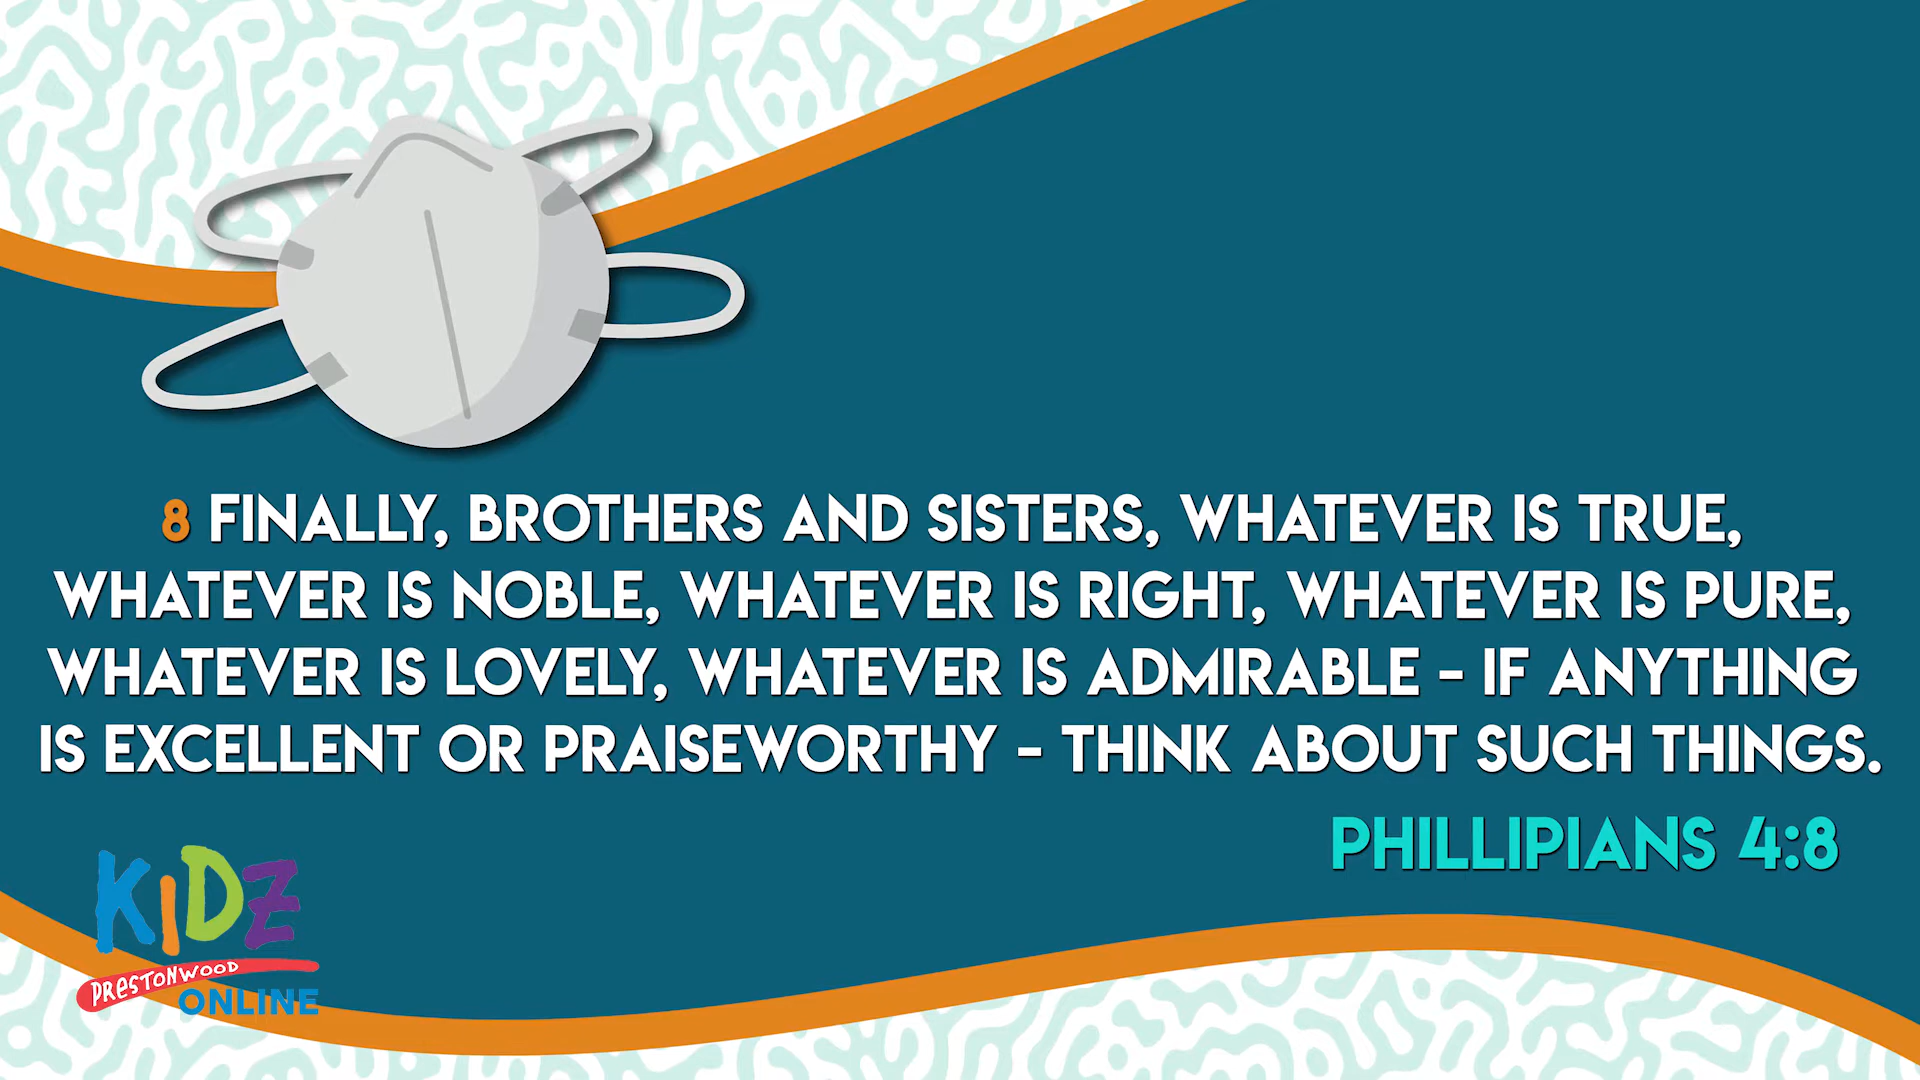 8 FINALLY, BROTHERS AND SISTERS, WHATEVER IS TRUE,
WHATEVER IS NOBLE, WHATEVER IS RIGHT, WHATEVER IS PURE,
WHATEVER IS LOVELY, WHATEVER IS ADMIRABLE - IF ANYTHING
IS EXCELLENT OR PRAISEWORTHY - THINK ABOUT SUCH THINGS.
PHILLIPIANS 4:8
KiDZ
PRESTONWOOD
ONLINE